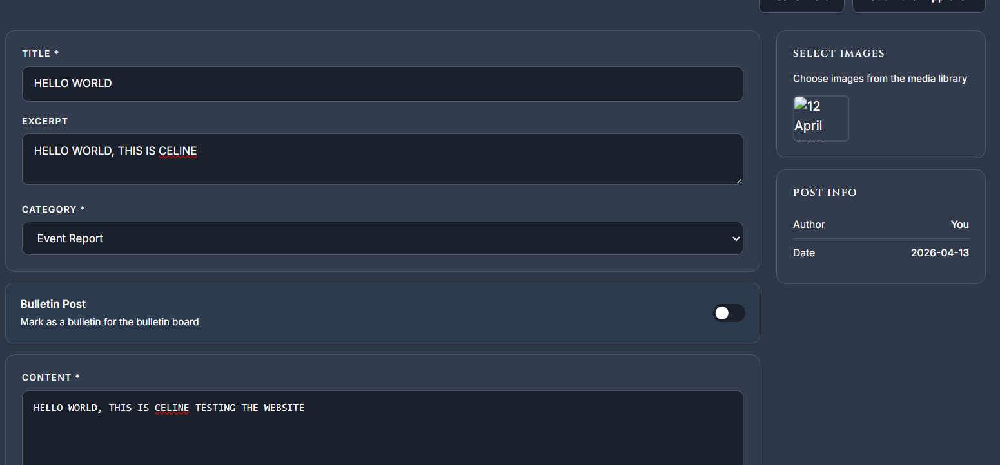 TITLE *
HELLO WORLD
EXCERPT
HELLO WORLD, THIS IS CELINE
CATEGORY *
Event Report
Bulletin Post
Mark as a bulletin for the bulletin board
CONTENT *
HELLO WORLD, THIS IS CELINE TESTING THE WEBSITE
SELECT IMAGES
Choose images from the media library
12
April
POST INFO
Author You
Date 2026-04-13